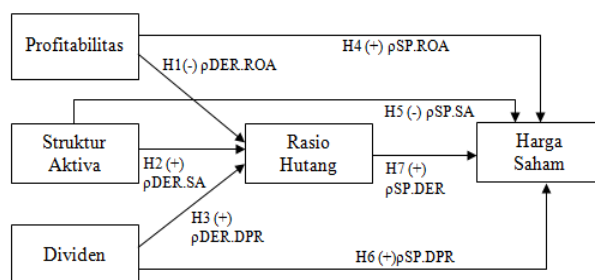 Profitabilitas
H4 (+) ρSP.ROA
H1(-) ρDER.ROA
H5 (-) ρSP.SA
Struktur
Aktiva
Rasio
Hutang
Harga
Saham
H2 (+)
ρDER.SA
H7 (+)
ρSP.DER
H3 (+)
ρDER.DPR
Dividen
H6 (+)ρSP.DPR